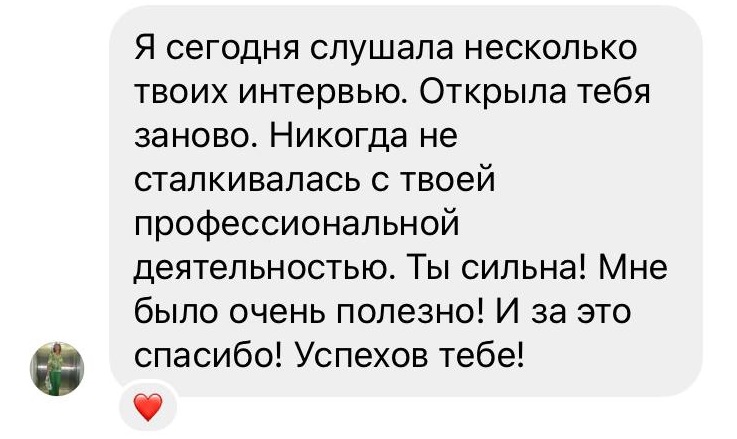 Я сегодня слушала несколько
твоих интервью. Открыла тебя
заново. Никогда не
сталкивалась с твоей
профессиональной
деятельностью. Ты сильна! Мне
было очень полезно! И за это
спасибо! Успехов тебе!